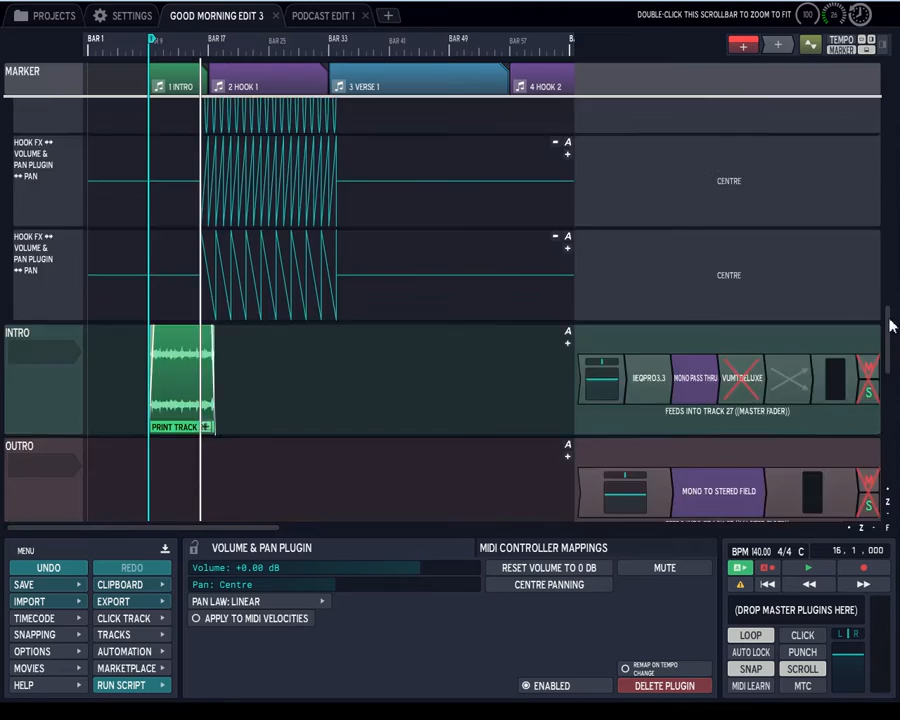 PROJECTS
SETTINGS
GOOD MORNING EDIT 3
PODCAST EDIT 1
DOUBLE-CLICK THIS SCROLLBAR TO ZOOM TO FIT
100
26
BAR 1
BAR 17
BAR 25
BAR 33
BAR 41
BAR 49
BAR 57
TEMPO
MARKER
MARKER
1 INTRO
2 HOOK 1
3 VERSE 1
4 HOOK 2
HOOK FX ↔
VOLUME &
PAN PLUGIN
↔ PAN
A
CENTRE
HOOK FX ↔
VOLUME &
PAN PLUGIN
↔ PAN
A
CENTRE
INTRO
A
PRINT TRACK
MONO PASS THRU
M
S
FEEDS INTO TRACK 27 ((MASTER FADER))
OUTRO
A
MONO TO STEREO FIELD
M
S
Z
Z F
MENU
UNDO
REDO
SAVE
CLIPBOARD
IMPORT
EXPORT
TIMECODE
CLICK TRACK
SNAPPING
TRACKS
OPTIONS
AUTOMATION
MOVIES
MARKETPLACE
HELP
RUN SCRIPT
VOLUME & PAN PLUGIN
Volume: +0.00 dB
Pan: Centre
PAN LAW: LINEAR
APPLY TO MIDI VELOCITIES
MIDI CONTROLLER MAPPINGS
RESET VOLUME TO 0 DB
MUTE
CENTRE PANNING
REMAP ON TEMPO
CHANGE
ENABLED
DELETE PLUGIN
BPM 140.00 4/4 C
16. 1 .000
(DROP MASTER PLUGINS HERE)
LOOP
CLICK
L R
AUTO LOCK
PUNCH
SNAP
SCROLL
MIDI LEARN
MTC